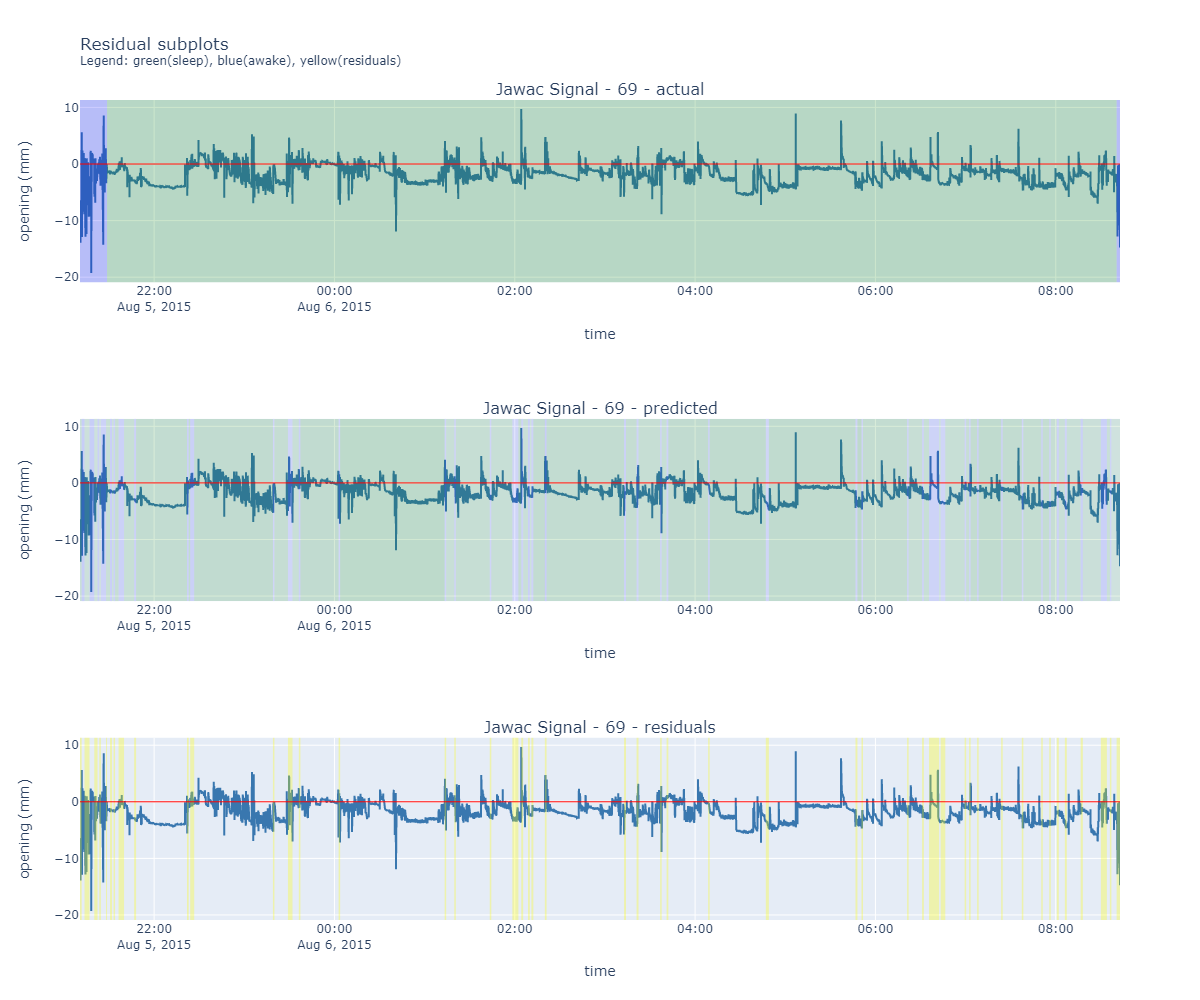 Residual subplots
Legend: green(sleep), blue(awake), yellow(residuals)
Jawac Signal - 69 - actual
10
0
−10
−20
opening (mm)
22:00 00:00 02:00 04:00 06:00 08:00
Aug 5, 2015 Aug 6, 2015
time
Jawac Signal - 69 - predicted
10
0
−10
−20
opening (mm)
22:00 00:00 02:00 04:00 06:00 08:00
Aug 5, 2015 Aug 6, 2015
time
Jawac Signal - 69 - residuals
10
0
−10
−20
opening (mm)
22:00 00:00 02:00 04:00 06:00 08:00
Aug 5, 2015 Aug 6, 2015
time